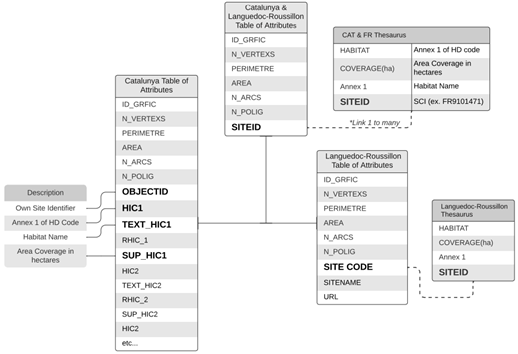 Catalunya &
Languedoc-Roussillon
Table of Attributes
ID_GRFIC
N_VERTEXS
PERIMETRE
AREA
N_ARCS
N_POLIG
SITEID
CAT & FR Thesaurus
HABITAT
Annex 1 of HD code
COVERAGE(ha)
Area Coverage in
hectares
Annex 1
Habitat Name
SITEID
SCI (ex. FR9101471)
*Link 1 to many
Catalunya Table of
Attributes
ID_GRFIC
N_VERTEXS
PERIMETRE
AREA
N_ARCS
N_POLIG
OBJECTID
HIC1
TEXT_HIC1
RHIC_1
SUP_HIC1
HIC2
TEXT_HIC2
RHIC_2
SUP_HIC2
HIC2
etc...
Description
Own Site Identifier
Annex 1 of HD Code
Habitat Name
Area Coverage in
hectares
Languedoc-Roussillon
Table of Attributes
ID_GRFIC
N_VERTEXS
PERIMETRE
AREA
N_ARCS
N_POLIG
SITE CODE
SITENAME
URL
Languedoc-Roussillon
Thesaurus
HABITAT
COVERAGE(ha)
Annex 1
SITEID